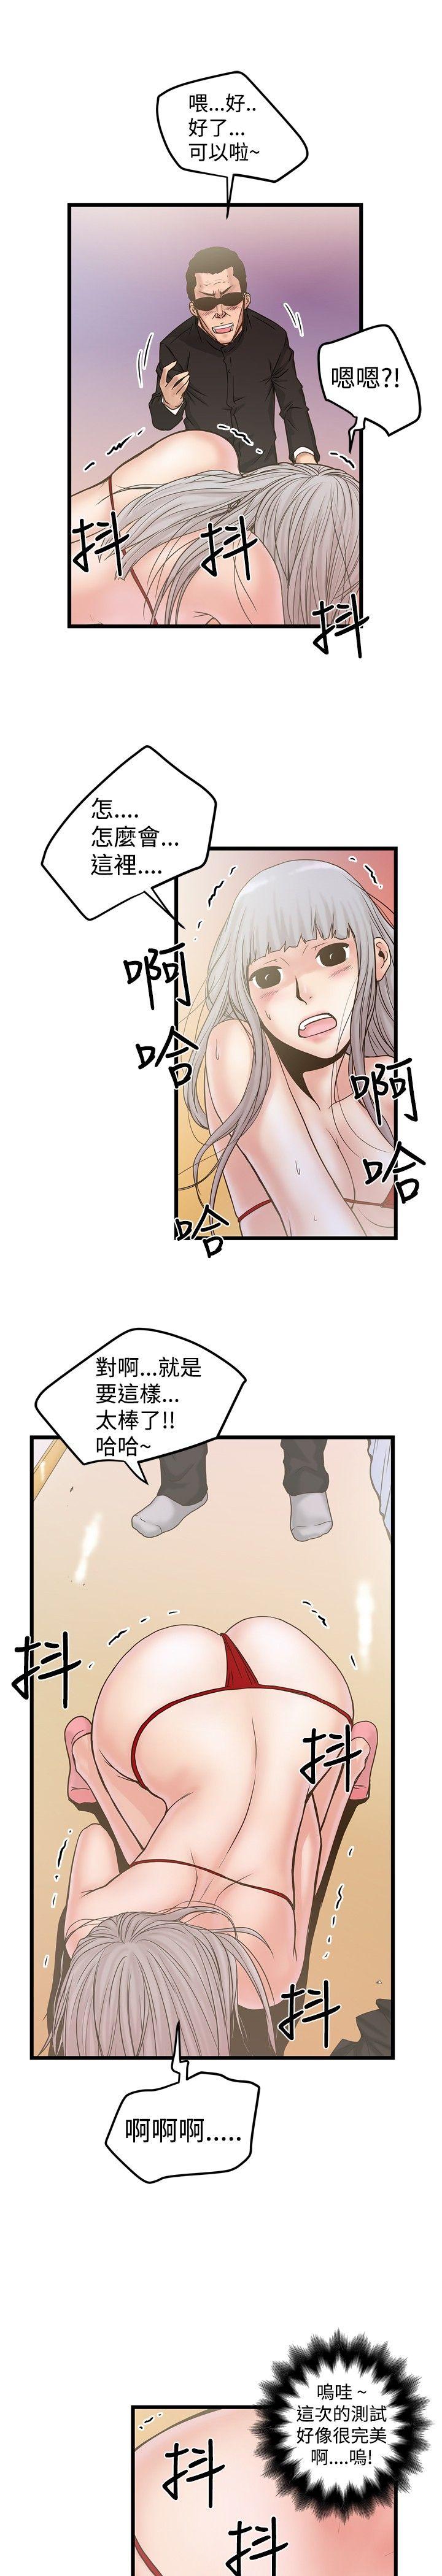 喂...好..
好了...
可以啦~
嗯嗯?!
抖
抖
抖
怎....
怎麼會...
這裡....
啊
哈
啊
哈
哈
對啊...就是
要這樣...
太棒了!!
哈哈~
抖
抖
抖
啊啊啊.....
嗚哇~
這次的測試
好像很完美
啊....嗚!
抖
抖